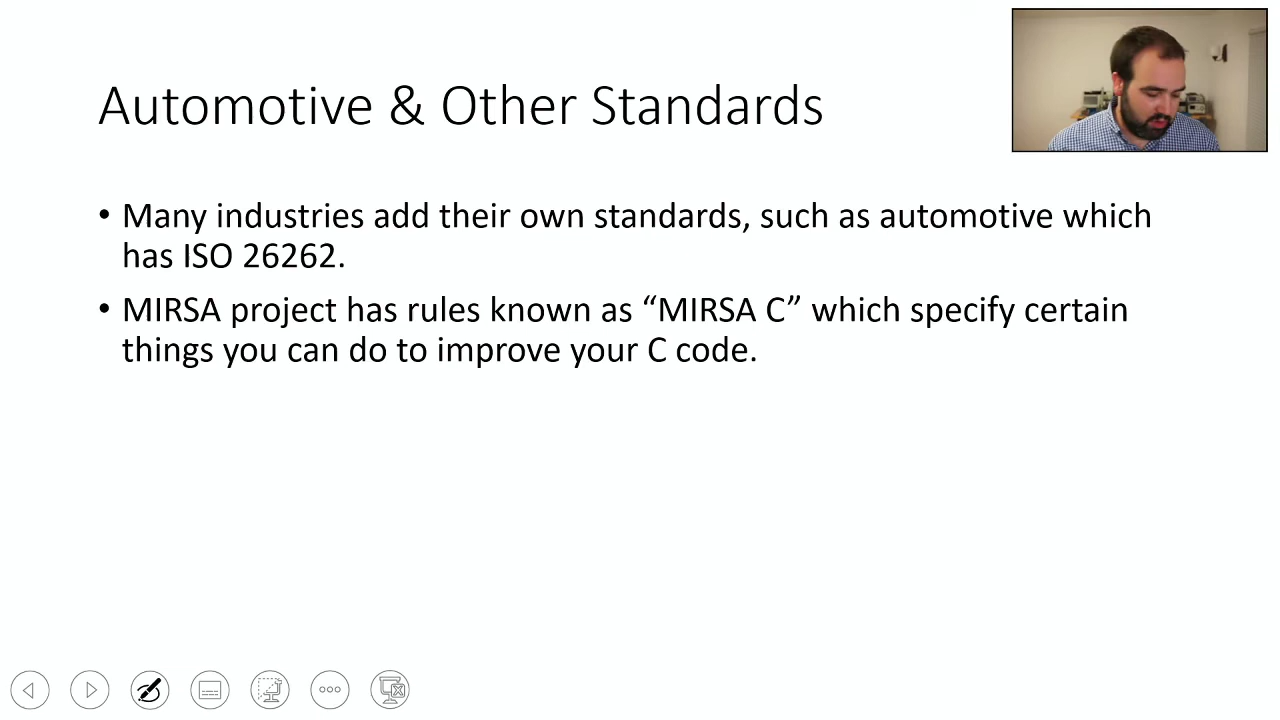 Automotive & Other Standards
• Many industries add their own standards, such as automotive which
has ISO 26262.
• MIRSA project has rules known as “MIRSA C” which specify certain
things you can do to improve your C code.